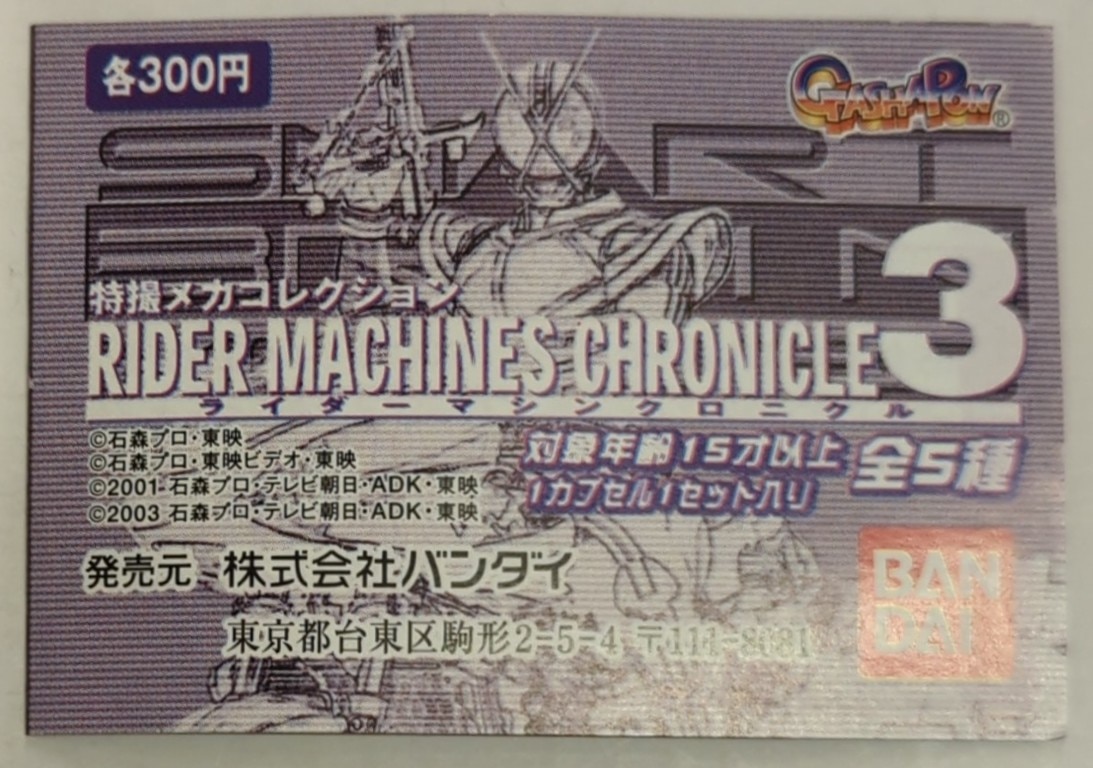 各300円
GASHAPON®
SMART
BRAIN
特撮メカコレクション
RIDER MACHINES CHRONICLE 3
ライダーマシンクロニクル
©石森プロ・東映
©石森プロ・東映ビデオ・東映
©2001 石森プロ・テレビ朝日・ADK・東映
©2003 石森プロ・テレビ朝日・ADK・東映
対象年齢15才以上
1カプセル1セット入り
全5種
発売元 株式会社バンダイ
東京都台東区駒形2-5-4 〒111-8081
BAN
DAI